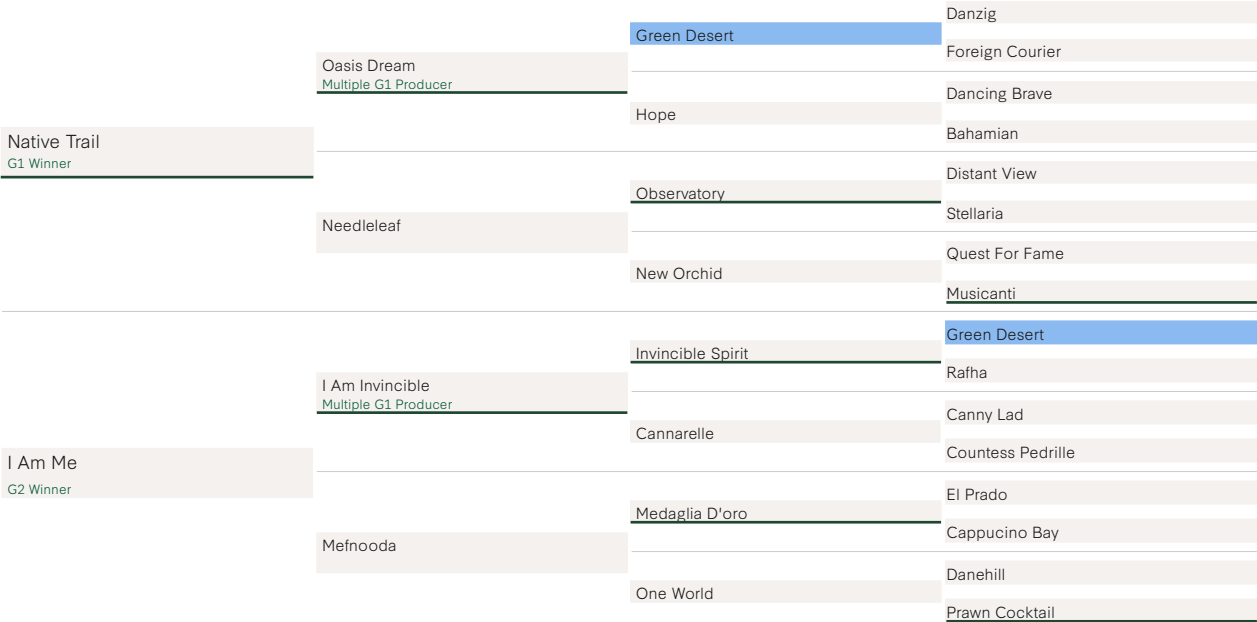 Native Trail
G1 Winner
I Am Me
G2 Winner
Oasis Dream
Multiple G1 Producer
Needleleaf
I Am Invincible
Multiple G1 Producer
Mefnooda
Green Desert
Hope
Observatory
New Orchid
Invincible Spirit
Cannarelle
Medaglia D'oro
One World
Danzig
Foreign Courier
Dancing Brave
Bahamian
Distant View
Stellaria
Quest For Fame
Musicanti
Green Desert
Rafha
Canny Lad
Countess Pedrille
El Prado
Cappucino Bay
Danehill
Prawn Cocktail